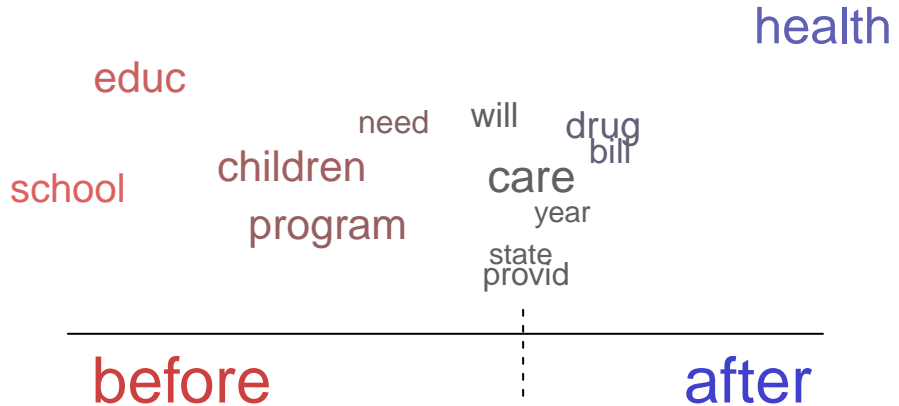 health
educ
need will drug
bill
children
school
care
program
year
state
provid
before after